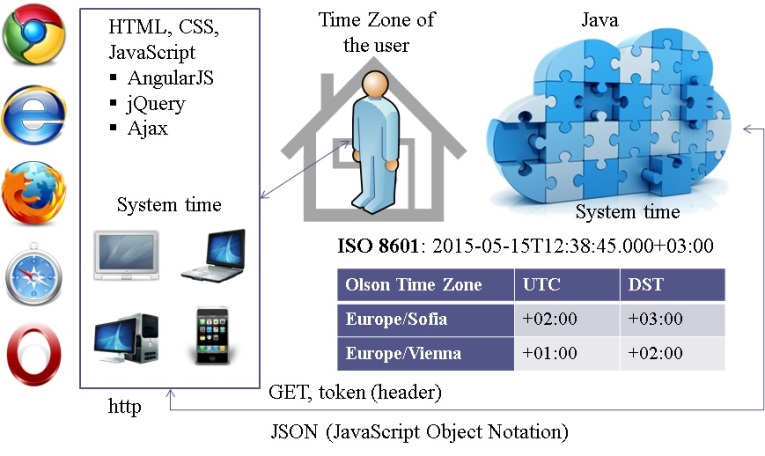 HTML, CSS,
JavaScript
▪ AngularJS
▪ jQuery
▪ Ajax
System time
Time Zone of
the user
Java
System time
ISO 8601: 2015-05-15T12:38:45.000+03:00
Olson Time Zone UTC DST
Europe/Sofia +02:00 +03:00
Europe/Vienna +01:00 +02:00
GET, token (header)
http
JSON (JavaScript Object Notation)